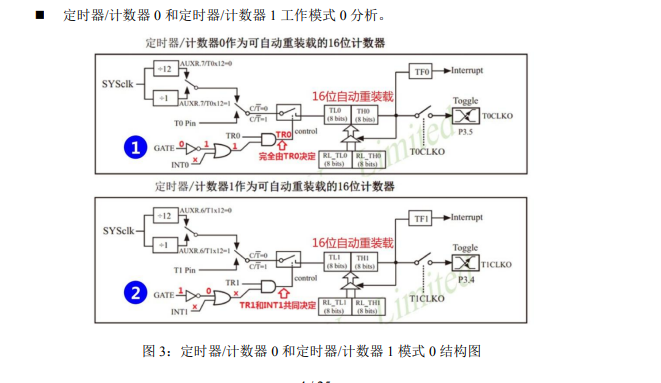 ■ 定时器/计数器 0 和定时器/计数器 1 工作模式 0 分析。
定时器/计数器0作为可自动重装载的16位计数器
÷12
AUXR.7/T0x12=0
SYSclk
÷1
AUXR.7/T0x12=1
T0 Pin
C/T=0
C/T=1
16位自动重装载
TL0 (8 bits)
TH0 (8 bits)
TF0
Interrupt
Toggle
T0CLKO
P3.5
T0CLKO
control
TR0
TR0
1
GATE
0
1
1
INT0
x
x
完全由TR0决定
RL_TL0 (8 bits)
RL_TH0 (8 bits)
Limited
定时器/计数器1作为可自动重装载的16位计数器
÷12
AUXR.6/T1x12=0
SYSclk
÷1
AUXR.6/T1x12=1
T1 Pin
C/T=0
C/T=1
16位自动重装载
TL1 (8 bits)
TH1 (8 bits)
TF1
Interrupt
Toggle
T1CLKO
P3.4
T1CLKO
control
TR1
2
GATE
1
0
x
INT1
x
TR1和INT1共同决定
RL_TL1 (8 bits)
RL_TH1 (8 bits)
Limited
图 3：定时器/计数器 0 和定时器/计数器 1 模式 0 结构图